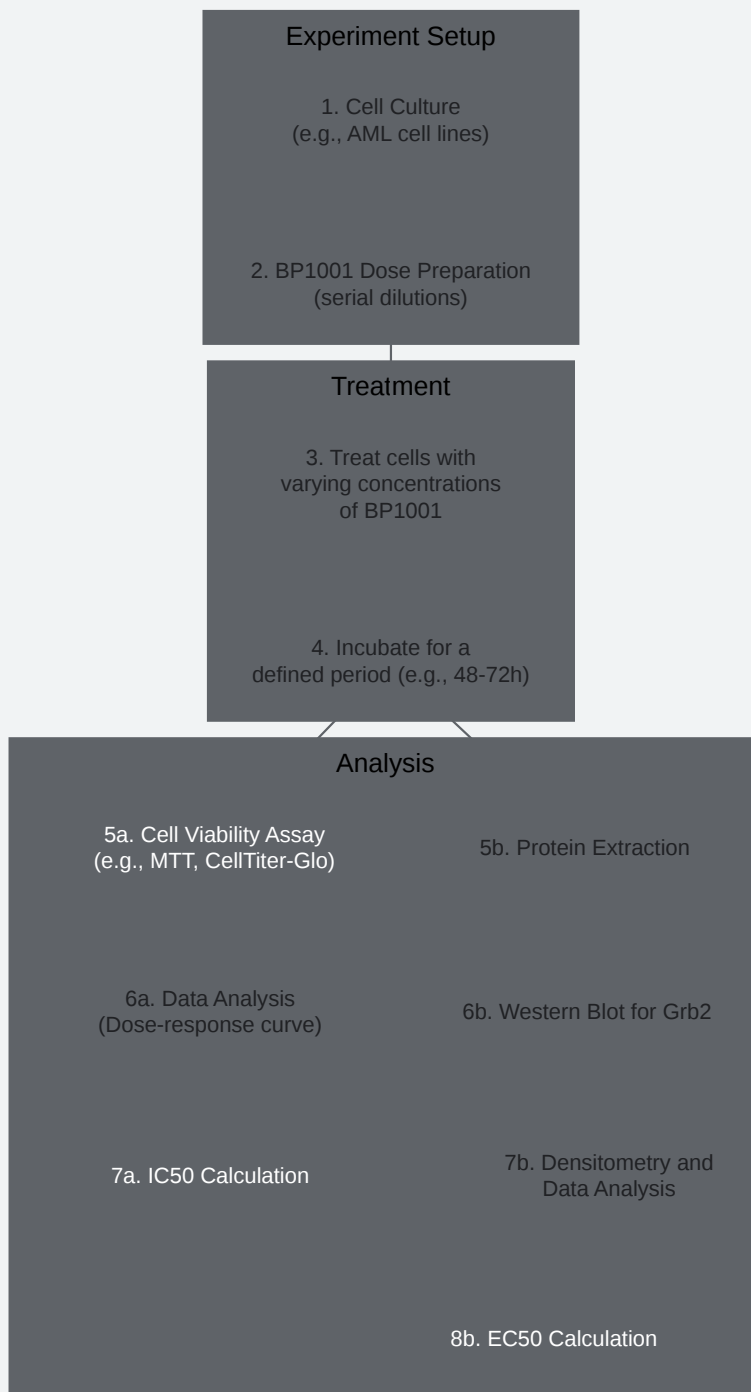 Experiment Setup
1. Cell Culture
(e.g., AML cell lines)
2. BP1001 Dose Preparation
(serial dilutions)
Treatment
3. Treat cells with
varying concentrations
of BP1001
4. Incubate for a
defined period (e.g., 48-72h)
Analysis
5a. Cell Viability Assay
(e.g., MTT, CellTiter-Glo)
5b. Protein Extraction
6a. Data Analysis
(Dose-response curve)
6b. Western Blot for Grb2
7a. IC50 Calculation
7b. Densitometry and
Data Analysis
8b. EC50 Calculation